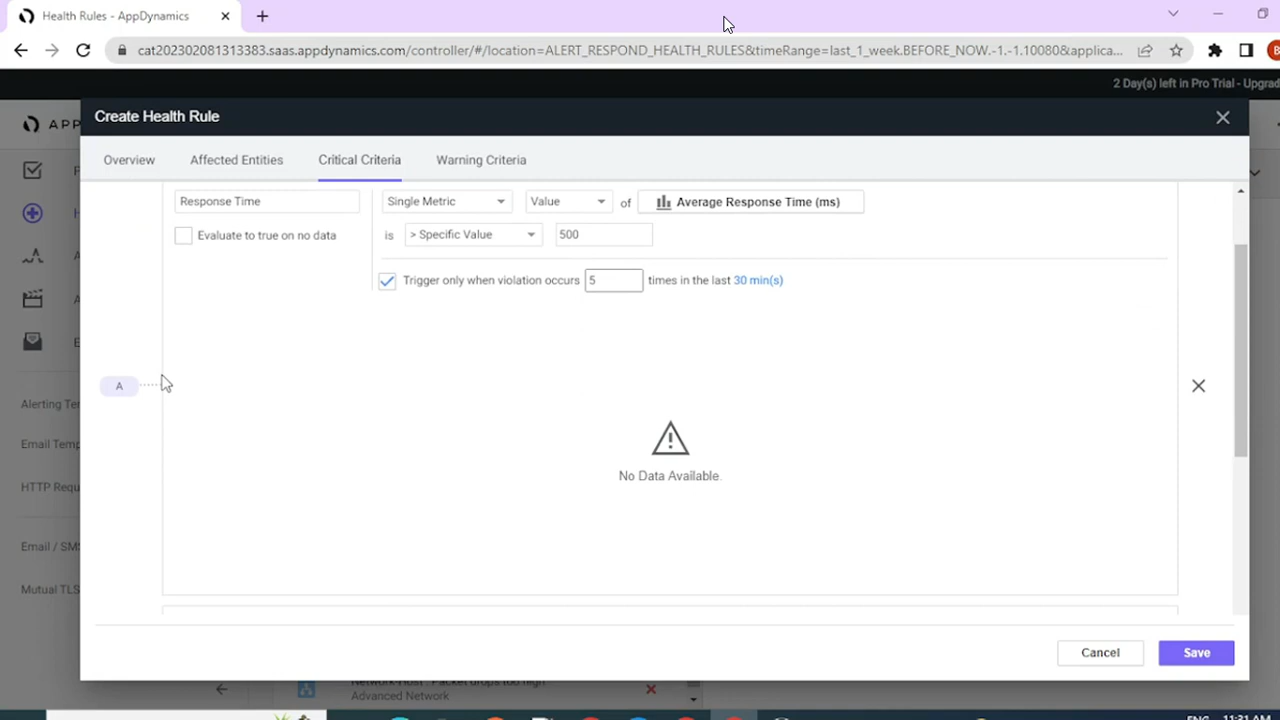 Health Rules - AppDynamics
cat202302081313383.saas.appdynamics.com/controller/#/location=ALERT_RESPOND_HEALTH_RULES&timeRange=last_1_week.BEFORE_NOW.-1.-1.10080&applica...
2 Day(s) left in Pro Trial - Upgrad
APP
Create Health Rule
Overview
Affected Entities
Critical Criteria
Warning Criteria
Response Time
Single Metric
Value
of
Average Response Time (ms)
Evaluate to true on no data
is
> Specific Value
500
Trigger only when violation occurs
5
times in the last 30 min(s)
A
No Data Available.
Alerting Te
Email Temp
HTTP Requ
Email / SMS
Mutual TLS
Cancel
Save
Network-Host : Packet drops too high
Advanced Network
ENG
11:31 AM